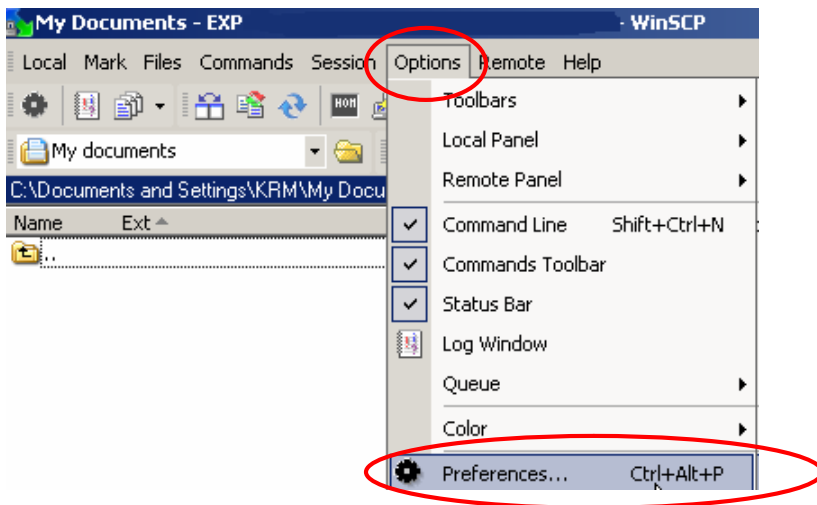 My Documents - EXP - WinSCP
Local Mark Files Commands Session Options Remote Help
My documents
C:\Documents and Settings\KRM\My Docu
Name Ext
..
Toolbars
Local Panel
Remote Panel
Command Line Shift+Ctrl+N
Commands Toolbar
Status Bar
Log Window
Queue
Color
Preferences... Ctrl+Alt+P